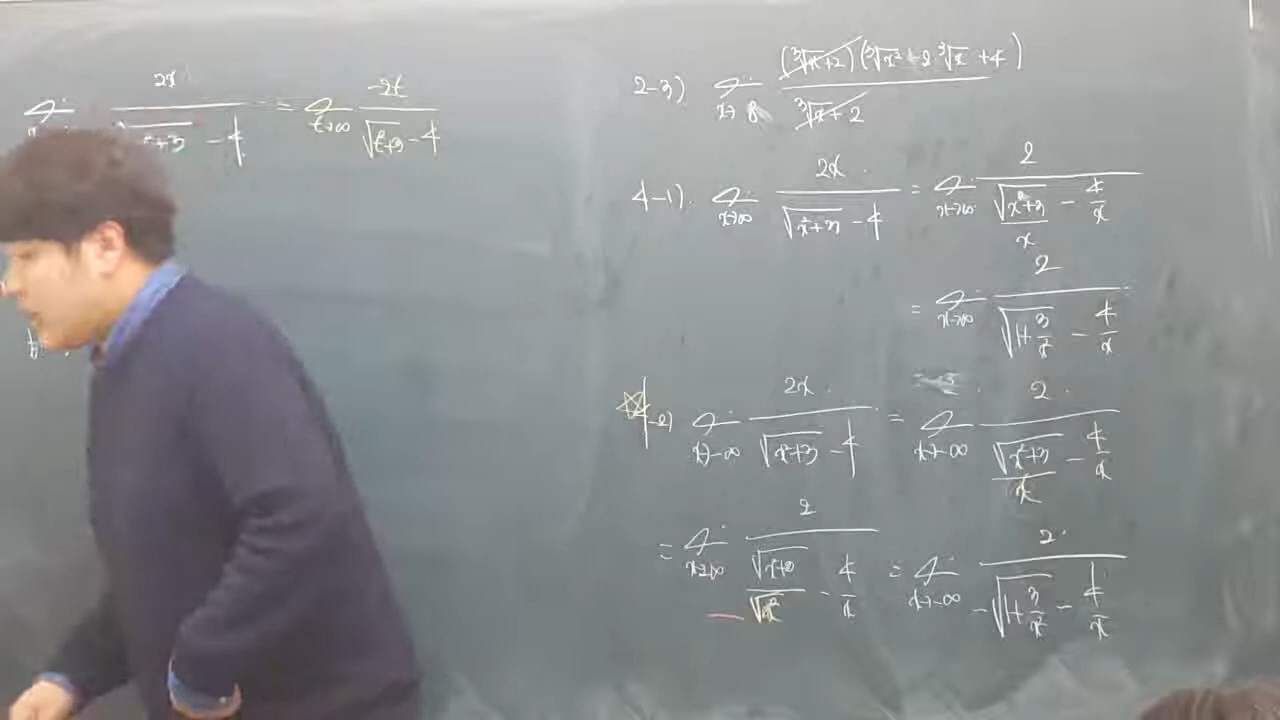 2x / (√(x²+3) - 4) = lim t→∞ -2t / (√(t²+3) - 4)
2-3) lim x→8 (∛x+2)(∛x²+2·∛x+4) / (∛x+2)
4-1) lim x→∞ 2x / (√(x²+3) - 4) = lim x→∞ 2 / (√(x²+3)/x - 4/x)
= lim x→∞ 2 / (√(1+3/x²) - 4/x)
4-2) lim x→-∞ 2x / (√(x²+3) - 4) = lim x→-∞ 2 / (√(x²+3)/x - 4/x)
= lim x→-∞ 2 / (√(x²+3)/√x² - 4/x) = lim x→-∞ 2 / (-√(1+3/x²) - 4/x)